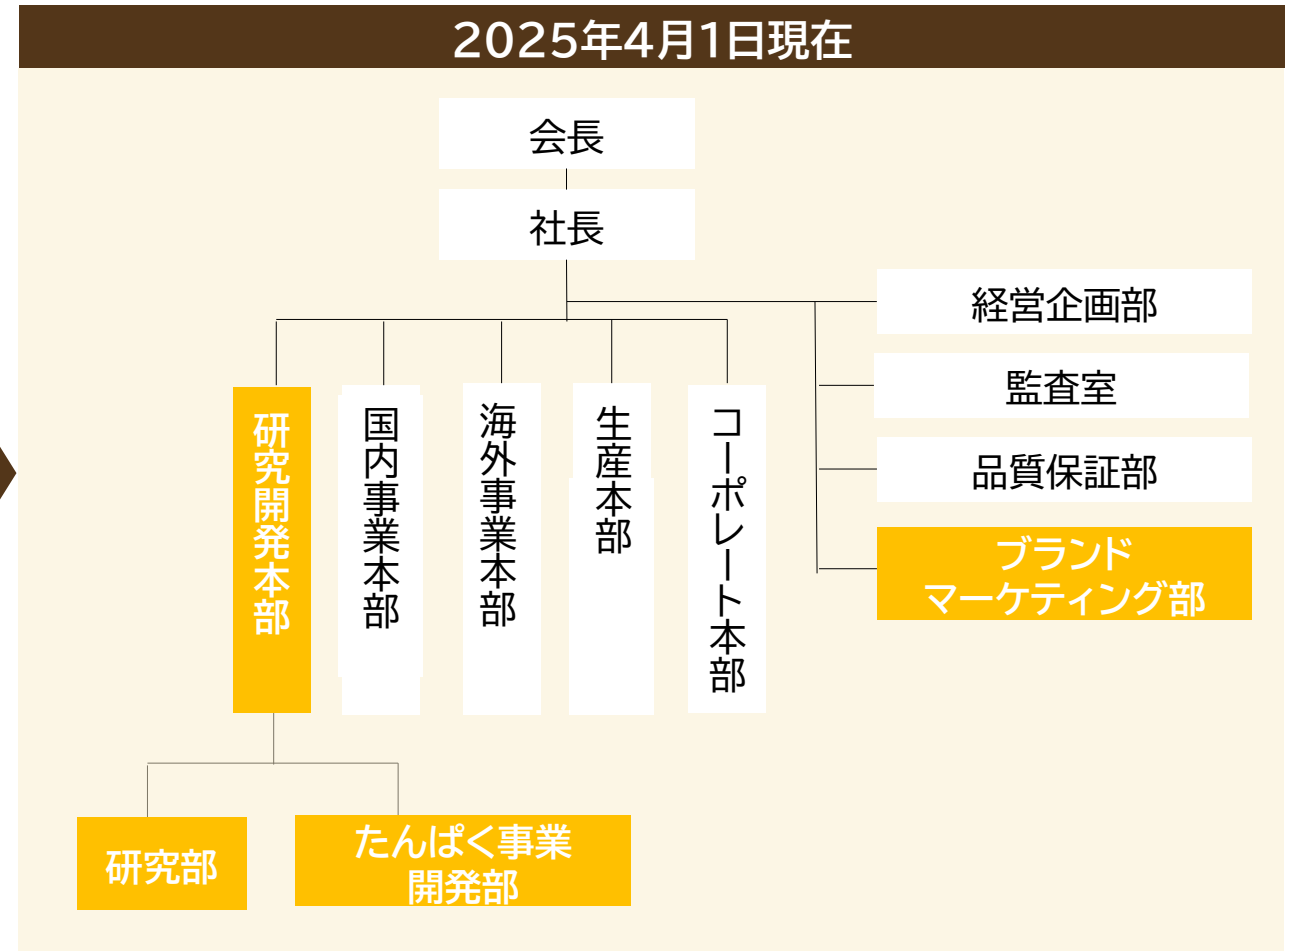 2025年4月1日現在
会長
社長
経営企画部
監査室
品質保証部
ブランド
マーケティング部
研究開発本部
国内事業本部
海外事業本部
生産本部
コーポレート本部
研究部
たんぱく事業
開発部